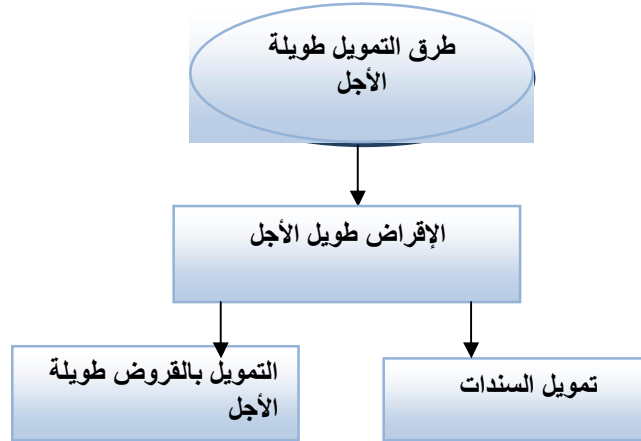 طرق التمويل طويلة
الأجل
الإقراض طويل الأجل
تمويل السندات
التمويل بالقروض طويلة
الأجل